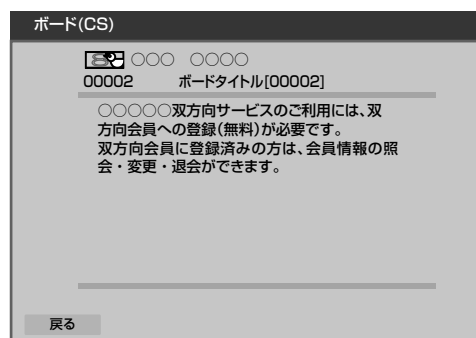 ボード(CS)
○○○ ○○○○
00002 ボードタイトル[00002]
○○○○○双方向サービスのご利用には、双
方向会員への登録(無料)が必要です。
双方向会員に登録済みの方は、会員情報の照
会・変更・退会ができます。
戻る